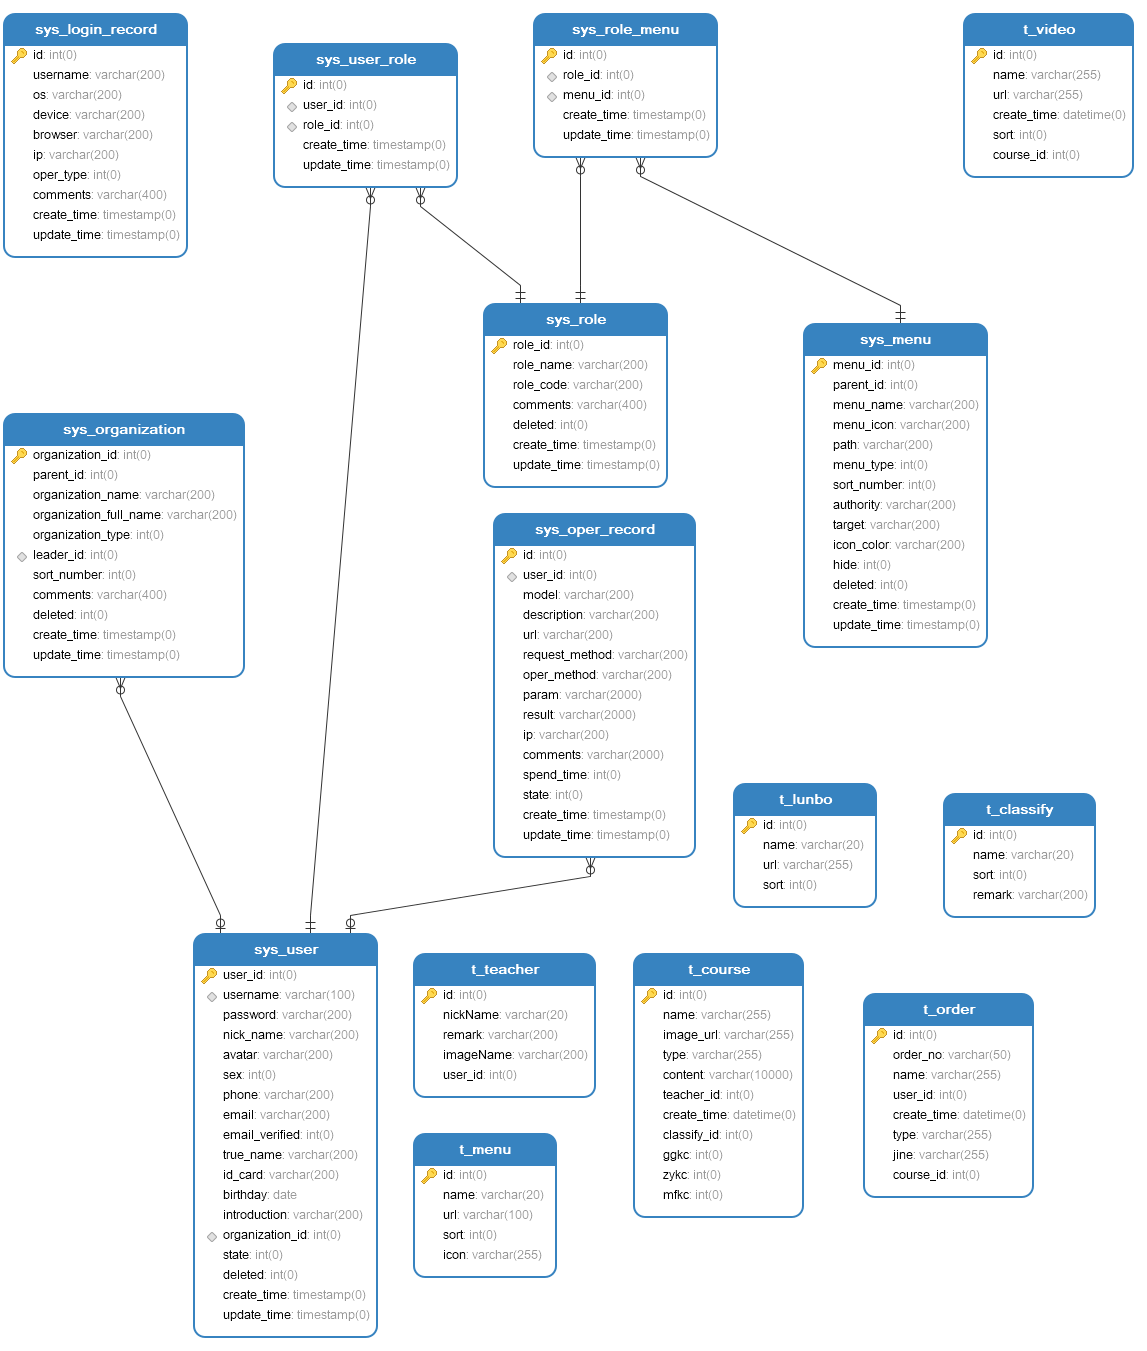 sys_login_record
id: int(0)
username: varchar(200)
os: varchar(200)
device: varchar(200)
browser: varchar(200)
ip: varchar(200)
oper_type: int(0)
comments: varchar(400)
create_time: timestamp(0)
update_time: timestamp(0)
sys_user_role
id: int(0)
user_id: int(0)
role_id: int(0)
create_time: timestamp(0)
update_time: timestamp(0)
sys_role_menu
id: int(0)
role_id: int(0)
menu_id: int(0)
create_time: timestamp(0)
update_time: timestamp(0)
t_video
id: int(0)
name: varchar(255)
url: varchar(255)
create_time: datetime(0)
sort: int(0)
course_id: int(0)
sys_role
role_id: int(0)
role_name: varchar(200)
role_code: varchar(200)
comments: varchar(400)
deleted: int(0)
create_time: timestamp(0)
update_time: timestamp(0)
sys_menu
menu_id: int(0)
parent_id: int(0)
menu_name: varchar(200)
menu_icon: varchar(200)
path: varchar(200)
menu_type: int(0)
sort_number: int(0)
authority: varchar(200)
target: varchar(200)
icon_color: varchar(200)
hide: int(0)
deleted: int(0)
create_time: timestamp(0)
update_time: timestamp(0)
sys_organization
organization_id: int(0)
parent_id: int(0)
organization_name: varchar(200)
organization_full_name: varchar(200)
organization_type: int(0)
leader_id: int(0)
sort_number: int(0)
comments: varchar(400)
deleted: int(0)
create_time: timestamp(0)
update_time: timestamp(0)
sys_oper_record
id: int(0)
user_id: int(0)
model: varchar(200)
description: varchar(200)
url: varchar(200)
request_method: varchar(200)
oper_method: varchar(200)
param: varchar(2000)
result: varchar(2000)
ip: varchar(200)
comments: varchar(2000)
spend_time: int(0)
state: int(0)
create_time: timestamp(0)
update_time: timestamp(0)
t_lunbo
id: int(0)
name: varchar(20)
url: varchar(255)
sort: int(0)
t_classify
id: int(0)
name: varchar(20)
sort: int(0)
remark: varchar(200)
sys_user
user_id: int(0)
username: varchar(100)
password: varchar(200)
nick_name: varchar(200)
avatar: varchar(200)
sex: int(0)
phone: varchar(200)
email: varchar(200)
email_verified: int(0)
true_name: varchar(200)
id_card: varchar(200)
birthday: date
introduction: varchar(200)
organization_id: int(0)
state: int(0)
deleted: int(0)
create_time: timestamp(0)
update_time: timestamp(0)
t_teacher
id: int(0)
nickName: varchar(20)
remark: varchar(200)
imageName: varchar(200)
user_id: int(0)
t_menu
id: int(0)
name: varchar(20)
url: varchar(100)
sort: int(0)
icon: varchar(255)
t_course
id: int(0)
name: varchar(255)
image_url: varchar(255)
type: varchar(255)
content: varchar(10000)
teacher_id: int(0)
create_time: datetime(0)
classify_id: int(0)
ggkc: int(0)
zykc: int(0)
mfkc: int(0)
t_order
id: int(0)
order_no: varchar(50)
name: varchar(255)
user_id: int(0)
create_time: datetime(0)
type: varchar(255)
jine: varchar(255)
course_id: int(0)